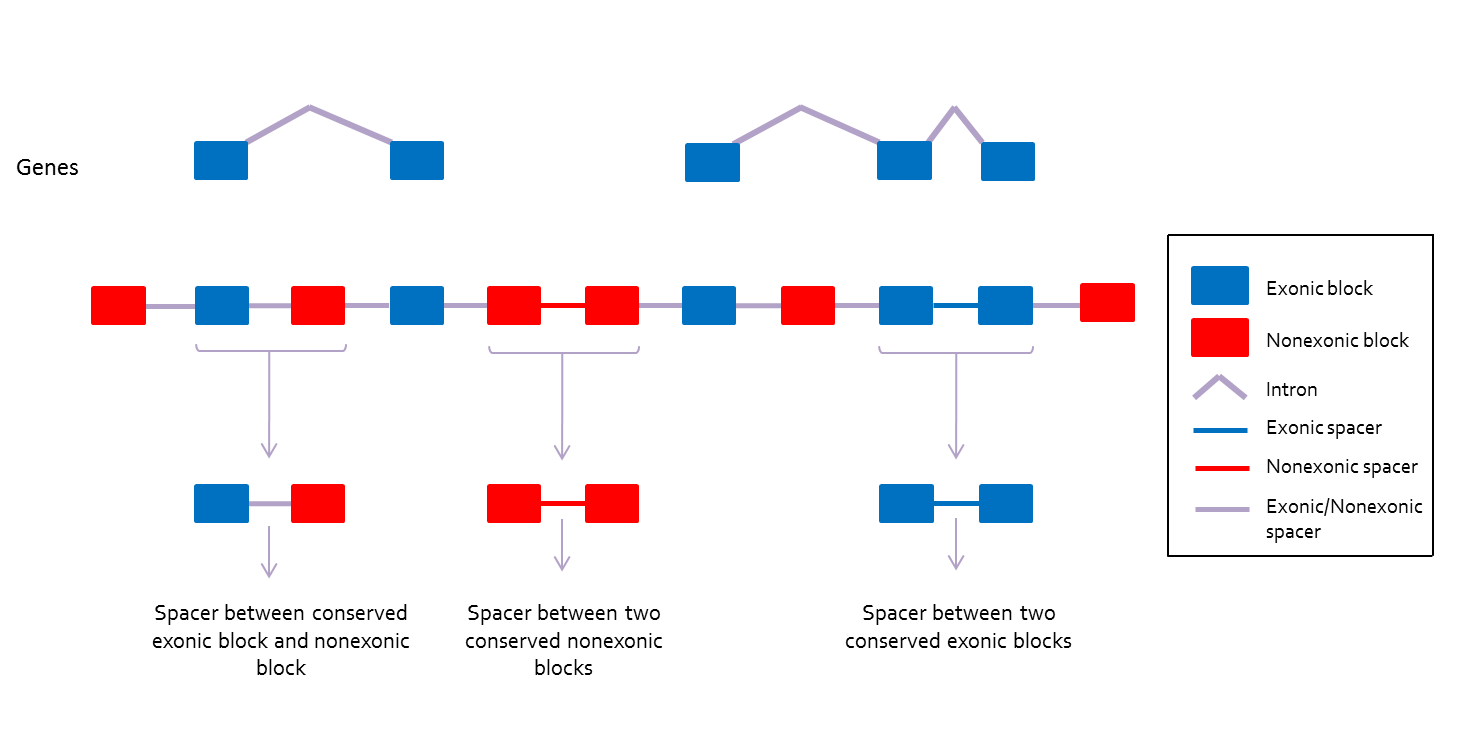 Genes
Exonic block
Nonexonic block
Intron
Exonic spacer
Nonexonic spacer
Exonic/Nonexonic
spacer
Spacer between conserved
exonic block and nonexonic
block
Spacer between two
conserved nonexonic
blocks
Spacer between two
conserved exonic blocks